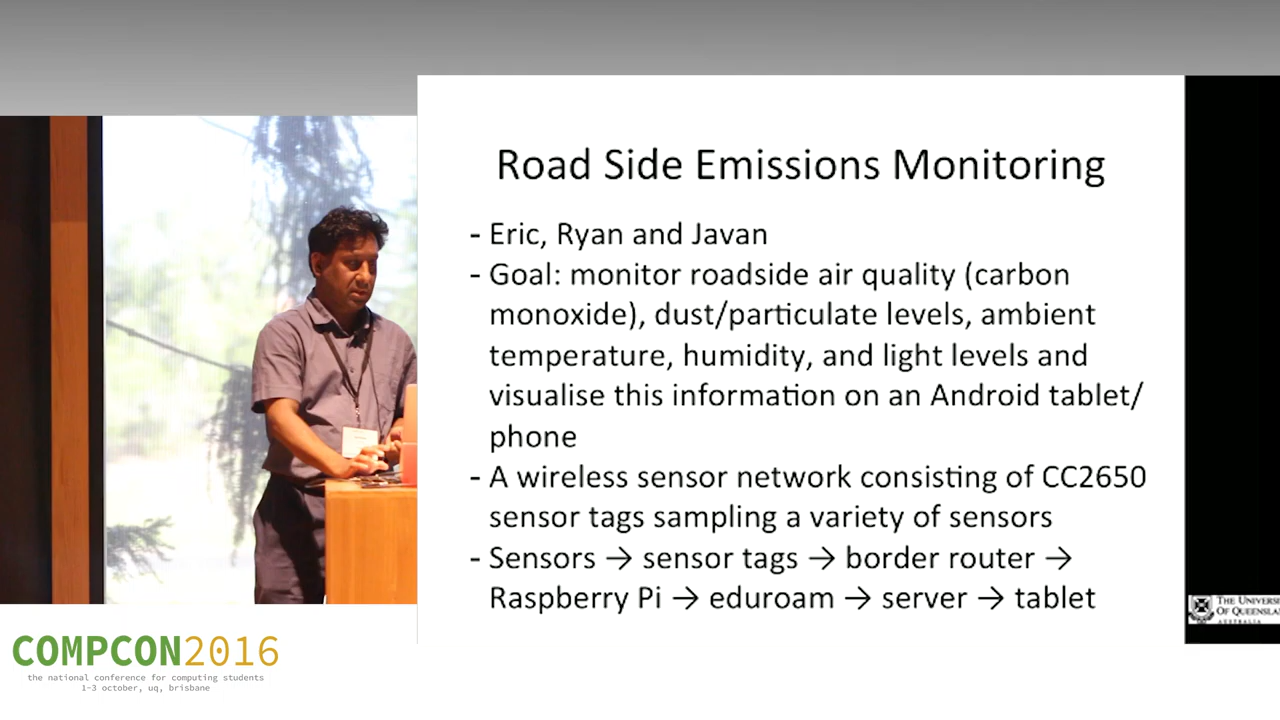 Road Side Emissions Monitoring
- Eric, Ryan and Javan
- Goal: monitor roadside air quality (carbon
monoxide), dust/particulate levels, ambient
temperature, humidity, and light levels and
visualise this information on an Android tablet/
phone
- A wireless sensor network consisting of CC2650
sensor tags sampling a variety of sensors
- Sensors → sensor tags → border router →
Raspberry Pi → eduroam → server → tablet
THE UNIVERSI
OF QUEENSLAN
AUSTRALIA
COMPCON2016
the national conference for computing students
1-3 october, uq, brisbane